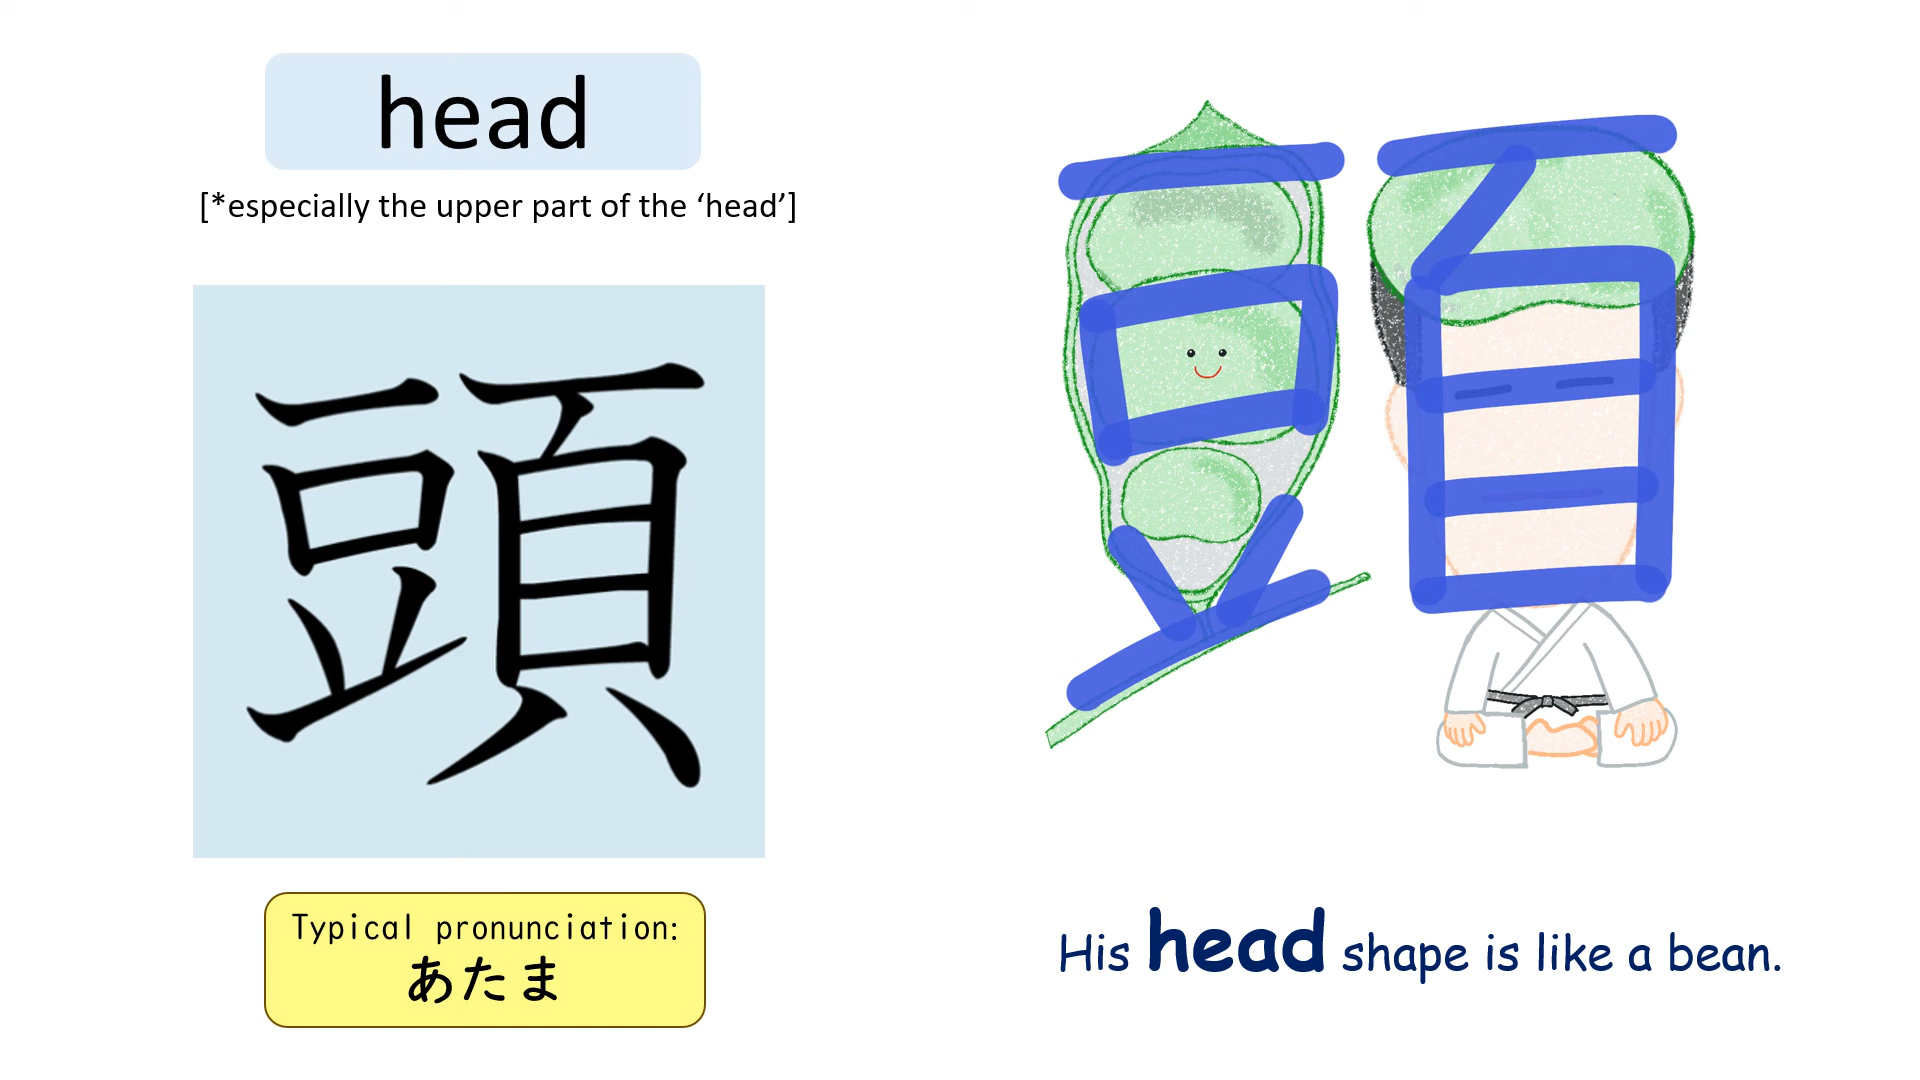 head
[*especially the upper part of the ‘head’]
頭
Typical pronunciation:
あたま
His head shape is like a bean.